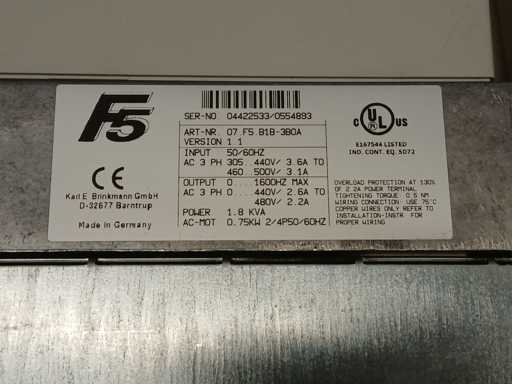 F5
SER-NO 04422533/0554893
ART-NR. 07.F5.B1B-3B0A
VERSION 1.1
INPUT 50/60HZ
AC 3 PH 305...440V/ 3.6A TO
460...500V/ 3.1A
OUTPUT 0...1600HZ MAX
AC 3 PH 0...440V/ 2.6A TO
480V/ 2.2A
POWER 1.8 KVA
AC-MOT 0.75KW 2/4P50/60HZ
CE
Karl E. Brinkmann GmbH
D-32677 Barntrup
Made in Germany
C UL US
E167544 LISTED
IND. CONT. EQ. 5D72
OVERLOAD PROTECTION AT 130%
OF 2.2A POWER TERMINAL
TIGHTENING TORQUE : 0.5 NM
WIRING CONNECTION : USE 75°C
COPPER WIRES ONLY REFER TO
INSTALLATION-INSTR. FOR
PROPER WIRING